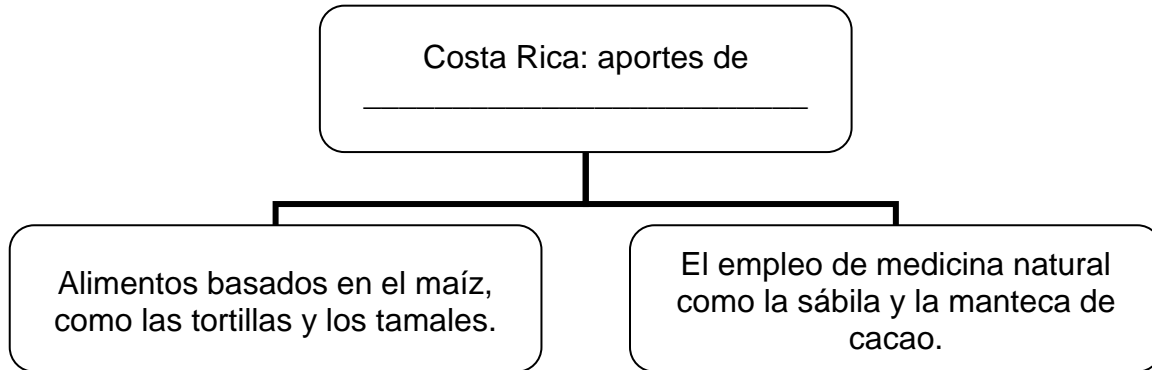 Costa Rica: aportes de
_________________________
Alimentos basados en el maíz,
como las tortillas y los tamales.
El empleo de medicina natural
como la sábila y la manteca de
cacao.